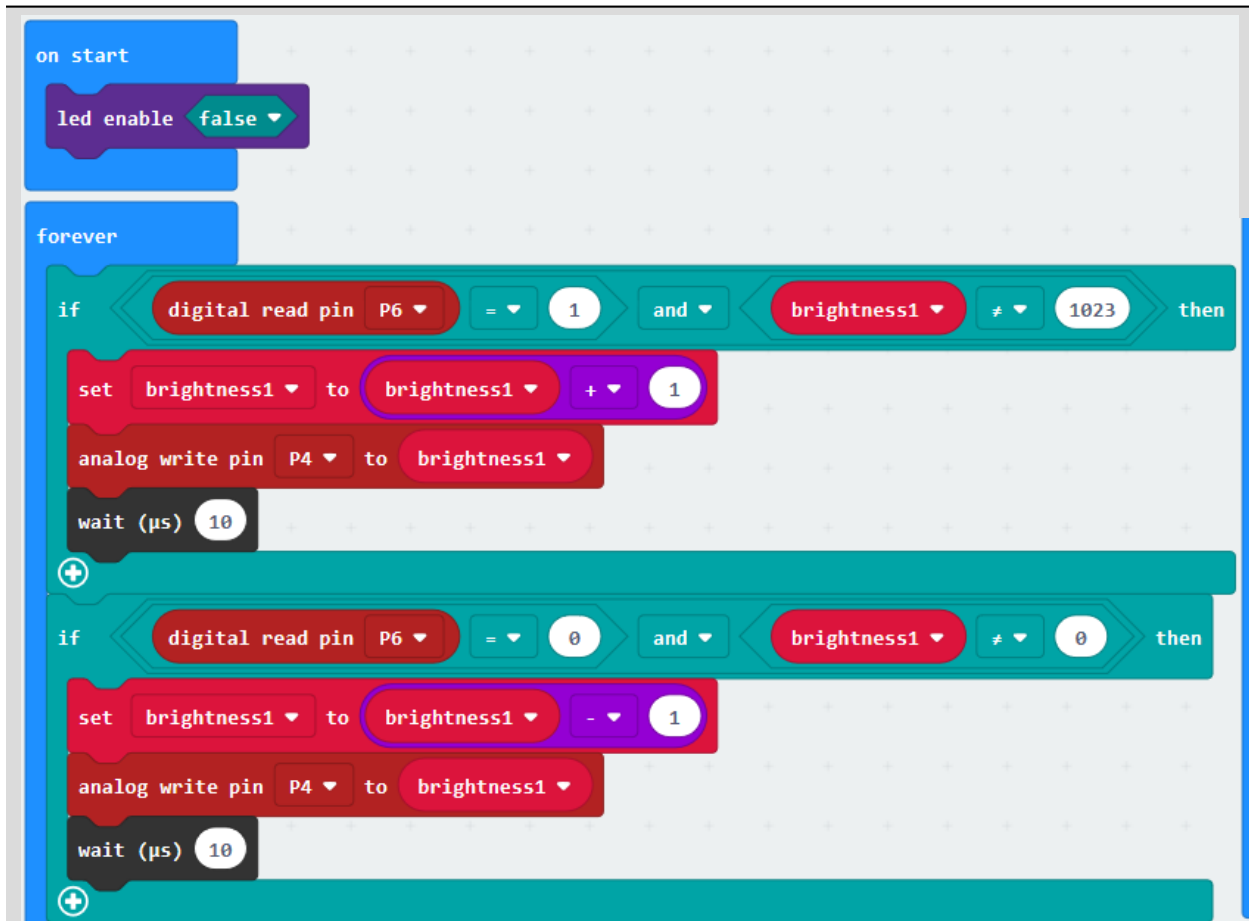 on start
led enable false
forever
if digital read pin P6 = 1 and brightness1 ≠ 1023 then
set brightness1 to brightness1 + 1
analog write pin P4 to brightness1
wait (µs) 10
if digital read pin P6 = 0 and brightness1 ≠ 0 then
set brightness1 to brightness1 - 1
analog write pin P4 to brightness1
wait (µs) 10